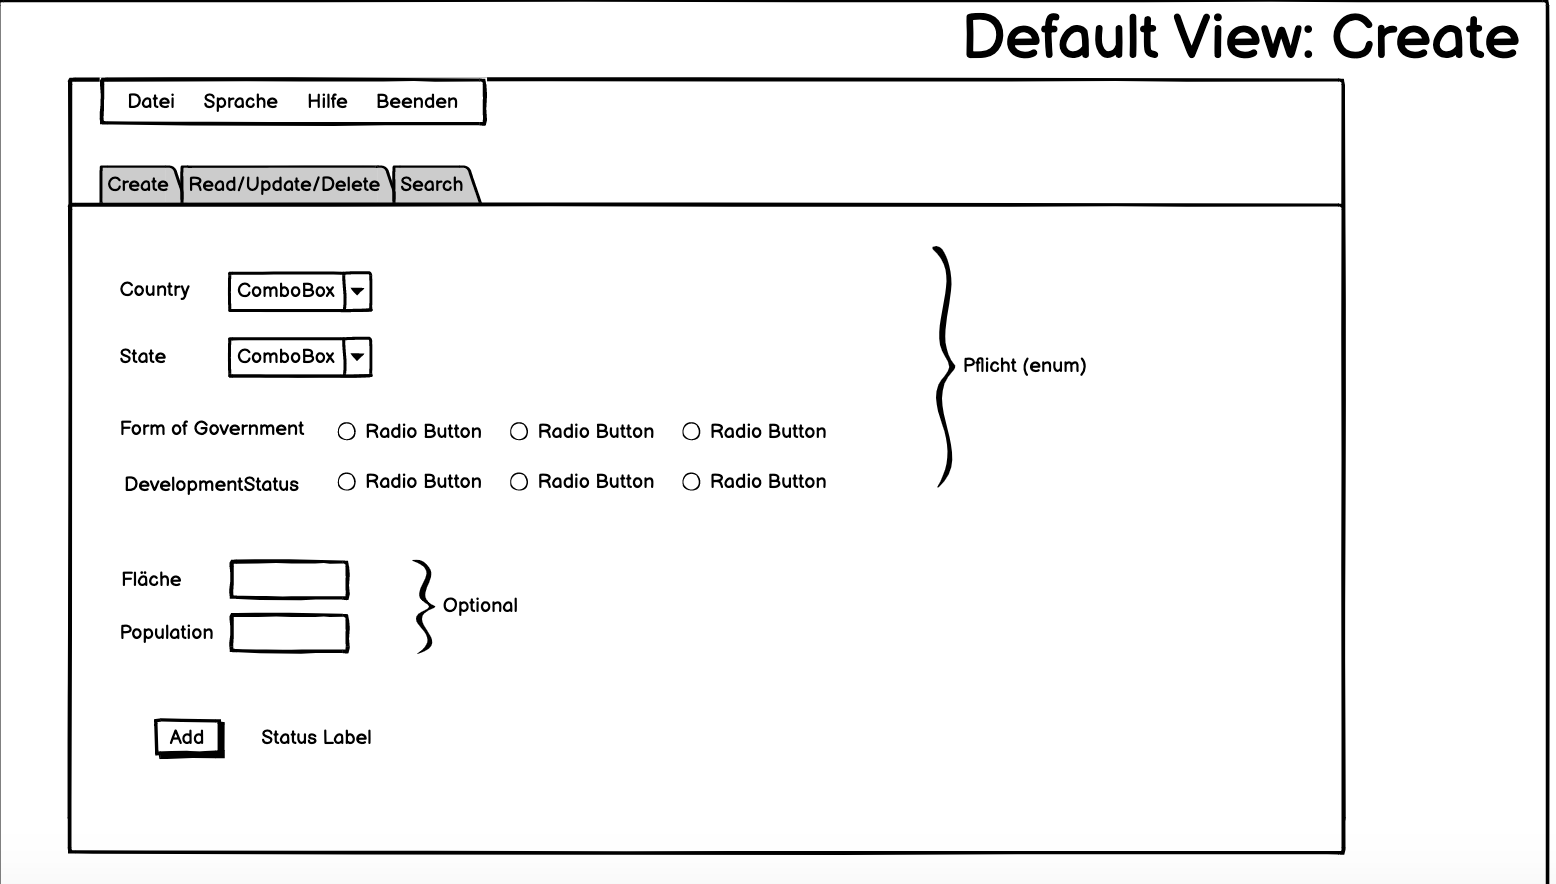 Default View: Create
Datei Sprache Hilfe Beenden
Create Read/Update/Delete Search
Country ComboBox
State ComboBox
Pflicht (enum)
Form of Government Radio Button Radio Button Radio Button
DevelopmentStatus Radio Button Radio Button Radio Button
Fläche
Optional
Population
Add Status Label